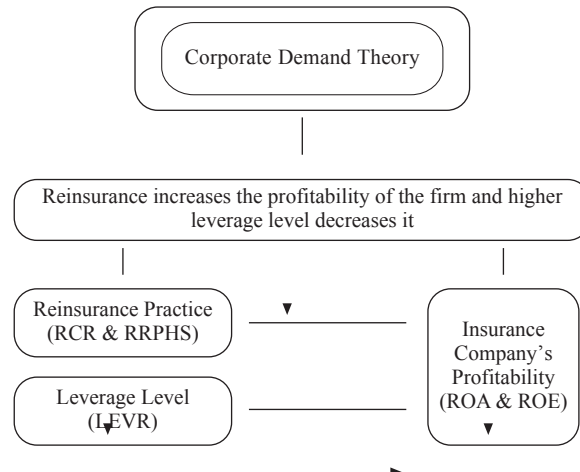 Corporate Demand Theory
Reinsurance increases the profitability of the firm and higher
leverage level decreases it
Reinsurance Practice
(RCR & RRPHS)
Leverage Level
(LEVR)
Insurance
Company's
Profitability
(ROA & ROE)